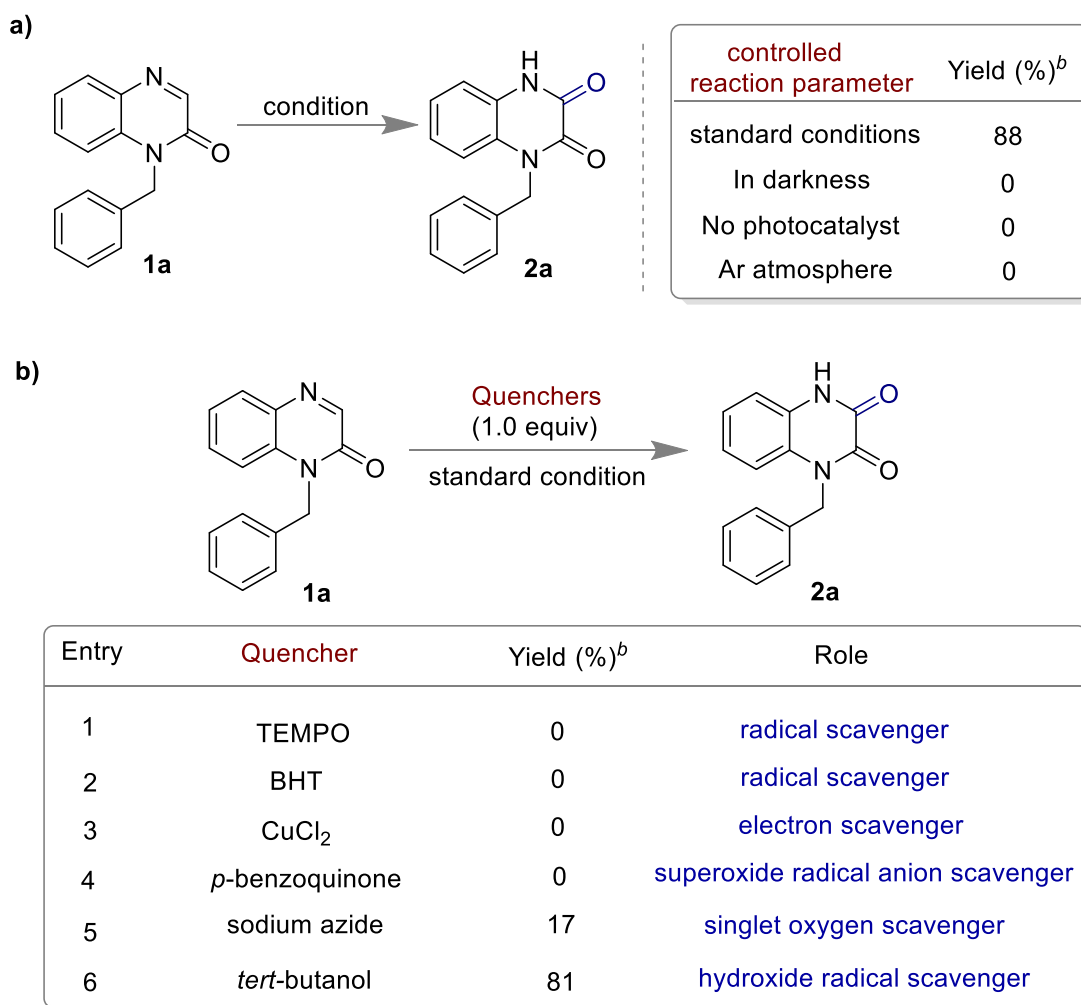 a)
N
N
O
1a
condition
H
N
O
N
O
2a
controlled
reaction parameter
Yield (%)b
standard conditions 88
In darkness 0
No photocatalyst 0
Ar atmosphere 0
b)
N
N
O
1a
Quenchers
(1.0 equiv)
standard condition
H
N
O
N
O
2a
Entry Quencher Yield (%)b Role
1 TEMPO 0 radical scavenger
2 BHT 0 radical scavenger
3 CuCl2 0 electron scavenger
4 p-benzoquinone 0 superoxide radical anion scavenger
5 sodium azide 17 singlet oxygen scavenger
6 tert-butanol 81 hydroxide radical scavenger